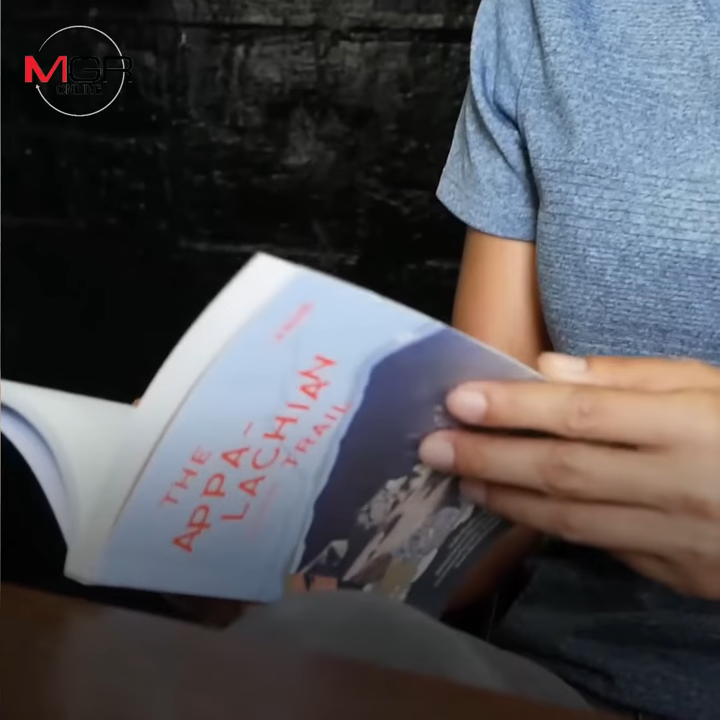 MGR
ONLINE
THE
APPA-
LACHIAN
TRAIL